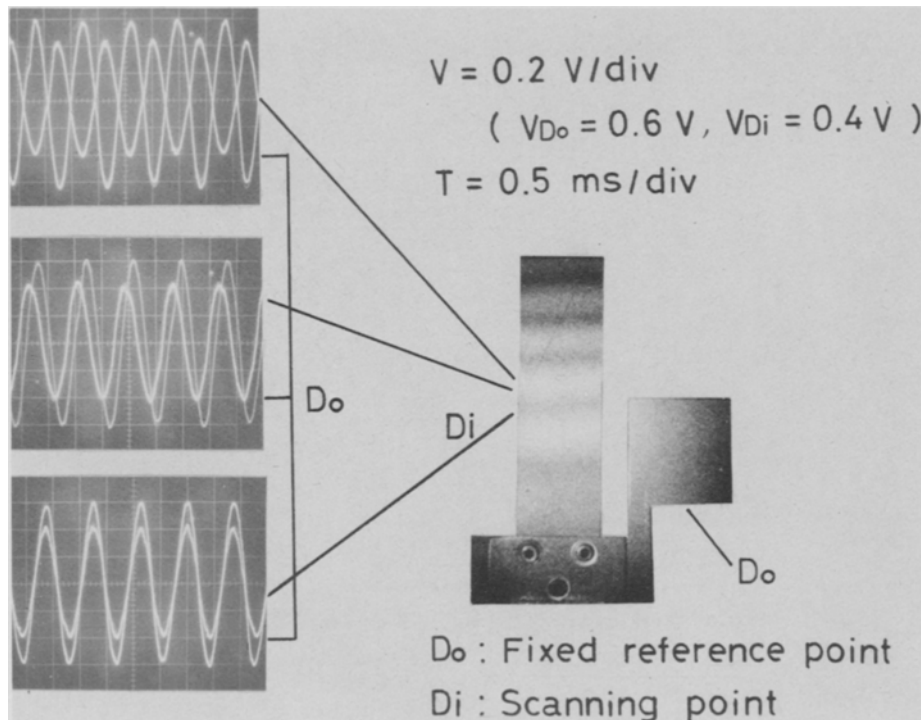 V = 0.2 V/div
( VDo = 0.6 V, VDi = 0.4 V )
T = 0.5 ms/div
Do
Di
Do
Do : Fixed reference point
Di : Scanning point